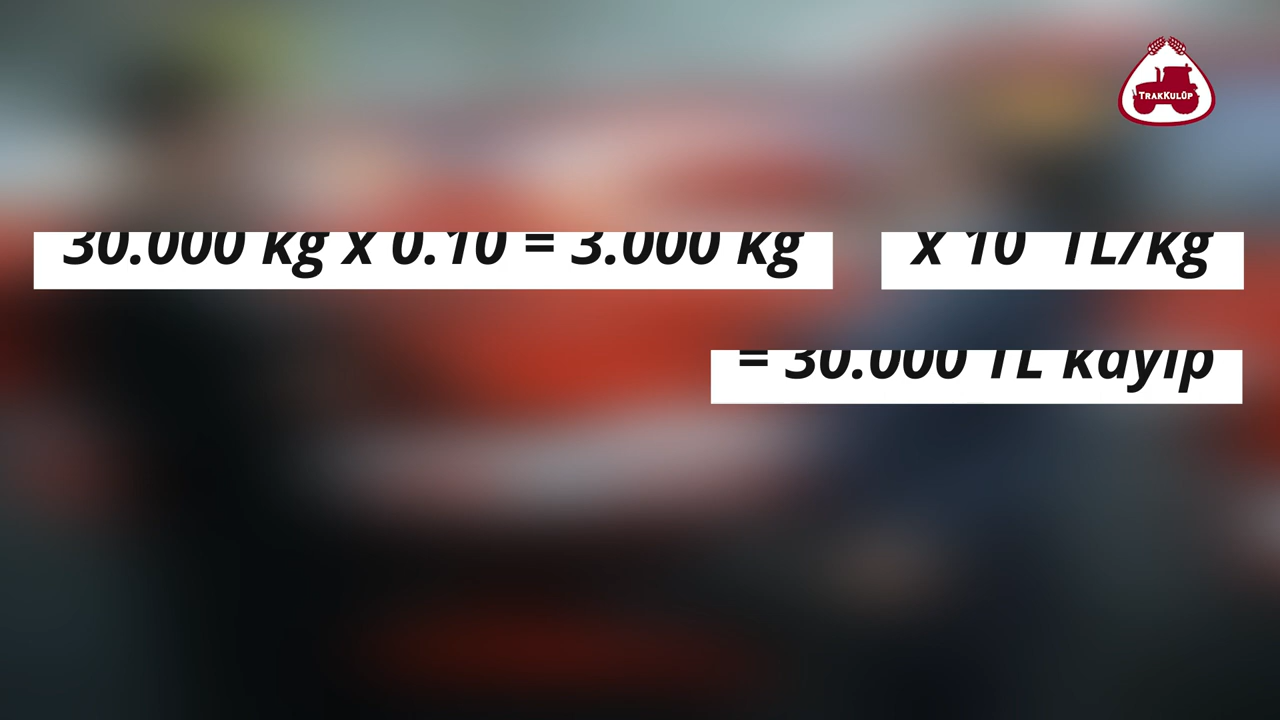 TRAKKULÜP
30.000 kg x 0.10 = 3.000 kg x 10 TL/kg
= 30.000 TL kayıp